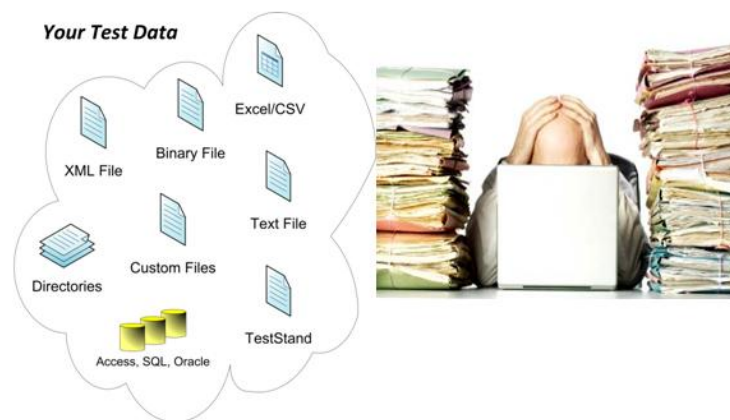 Your Test Data
Excel/CSV
Binary File
XML File
Text File
Custom Files
Directories
TestStand
Access, SQL, Oracle